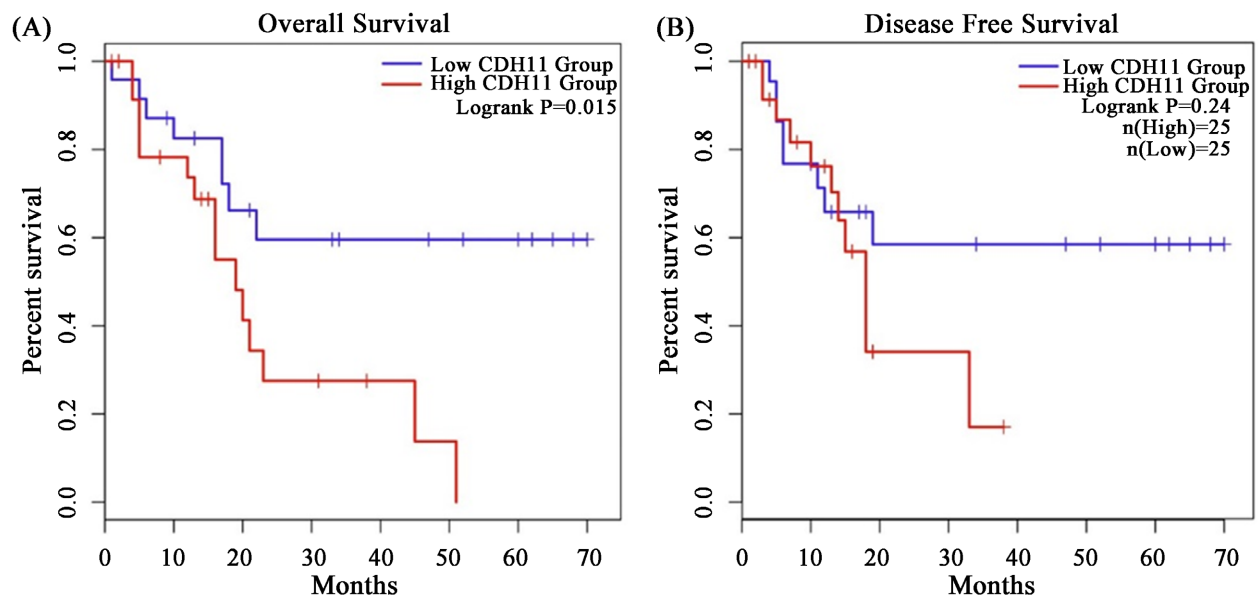 (A)
Overall Survival
Low CDH11 Group
High CDH11 Group
Logrank P=0.015
Percent survival
1.0
0.8
0.6
0.4
0.2
0.0
0 10 20 30 40 50 60 70
Months
(B)
Disease Free Survival
Low CDH11 Group
High CDH11 Group
Logrank P=0.24
n(High)=25
n(Low)=25
Percent survival
1.0
0.8
0.6
0.4
0.2
0.0
0 10 20 30 40 50 60 70
Months